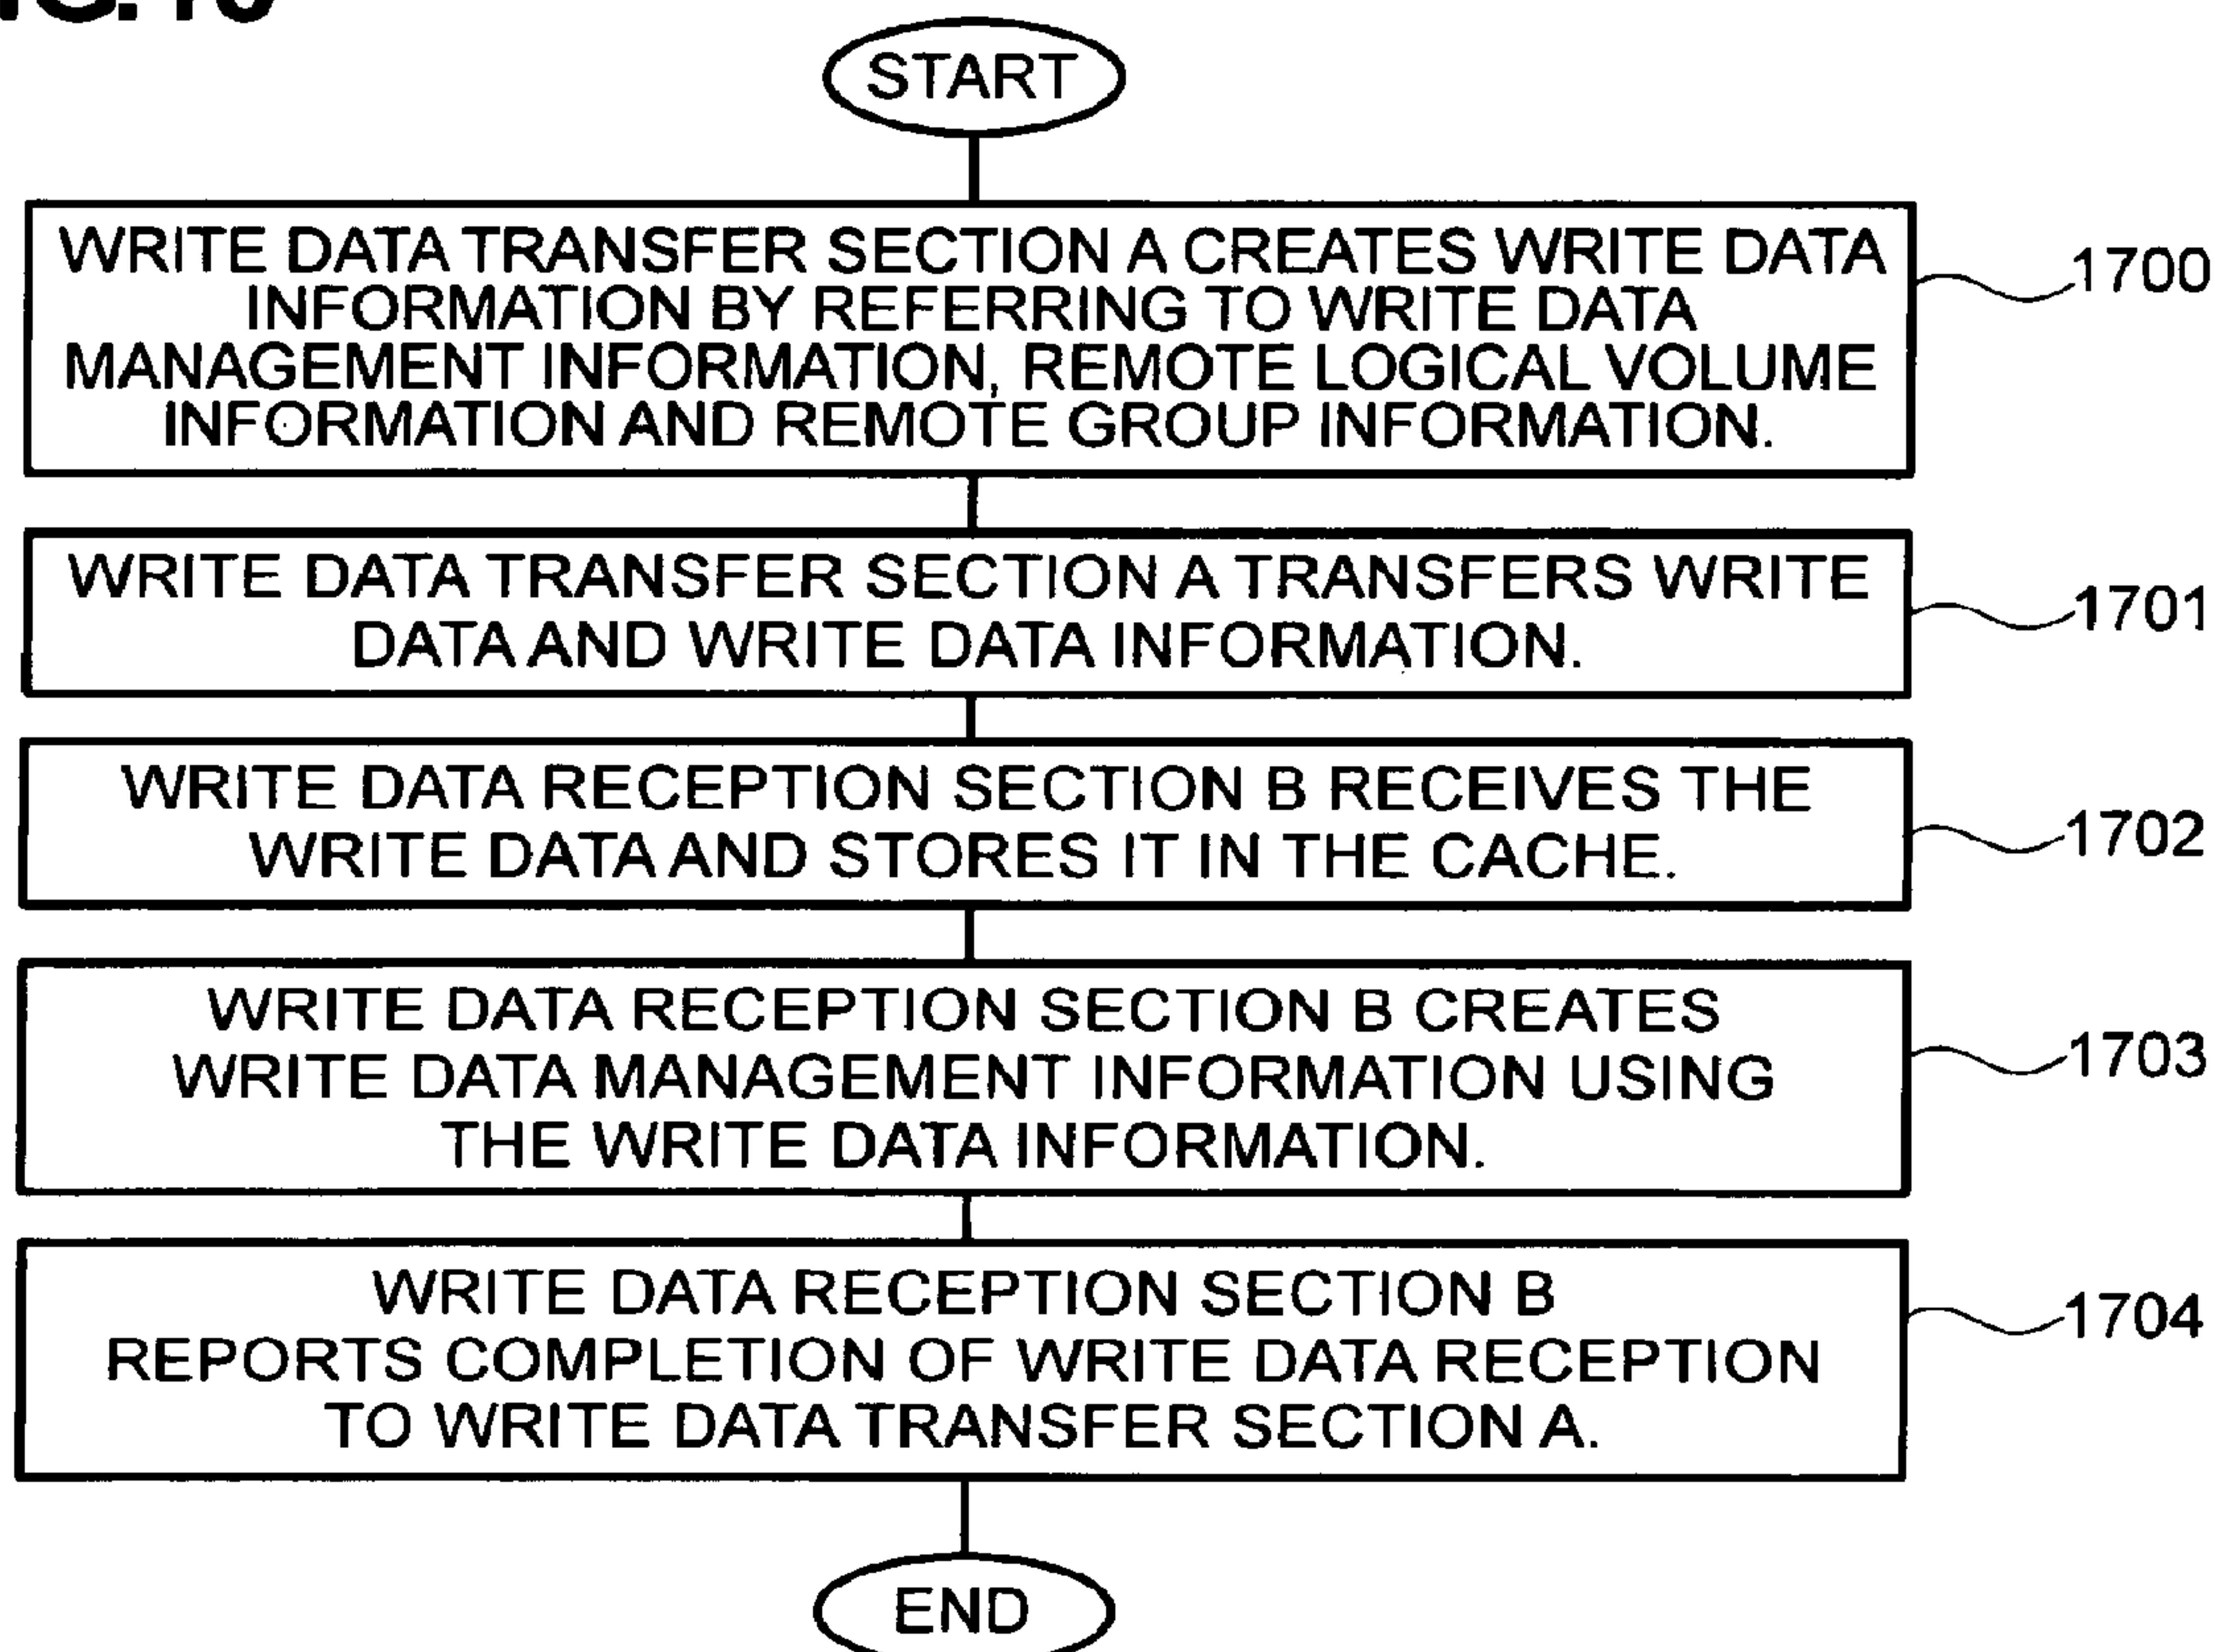 START
WRITE DATA TRANSFER SECTION A CREATES WRITE DATA
INFORMATION BY REFERRING TO WRITE DATA
MANAGEMENT INFORMATION, REMOTE LOGICAL VOLUME
INFORMATION AND REMOTE GROUP INFORMATION.
1700
WRITE DATA TRANSFER SECTION A TRANSFERS WRITE
DATA AND WRITE DATA INFORMATION.
1701
WRITE DATA RECEPTION SECTION B RECEIVES THE
WRITE DATA AND STORES IT IN THE CACHE.
1702
WRITE DATA RECEPTION SECTION B CREATES
WRITE DATA MANAGEMENT INFORMATION USING
THE WRITE DATA INFORMATION.
1703
WRITE DATA RECEPTION SECTION B
REPORTS COMPLETION OF WRITE DATA RECEPTION
TO WRITE DATA TRANSFER SECTION A.
1704
END